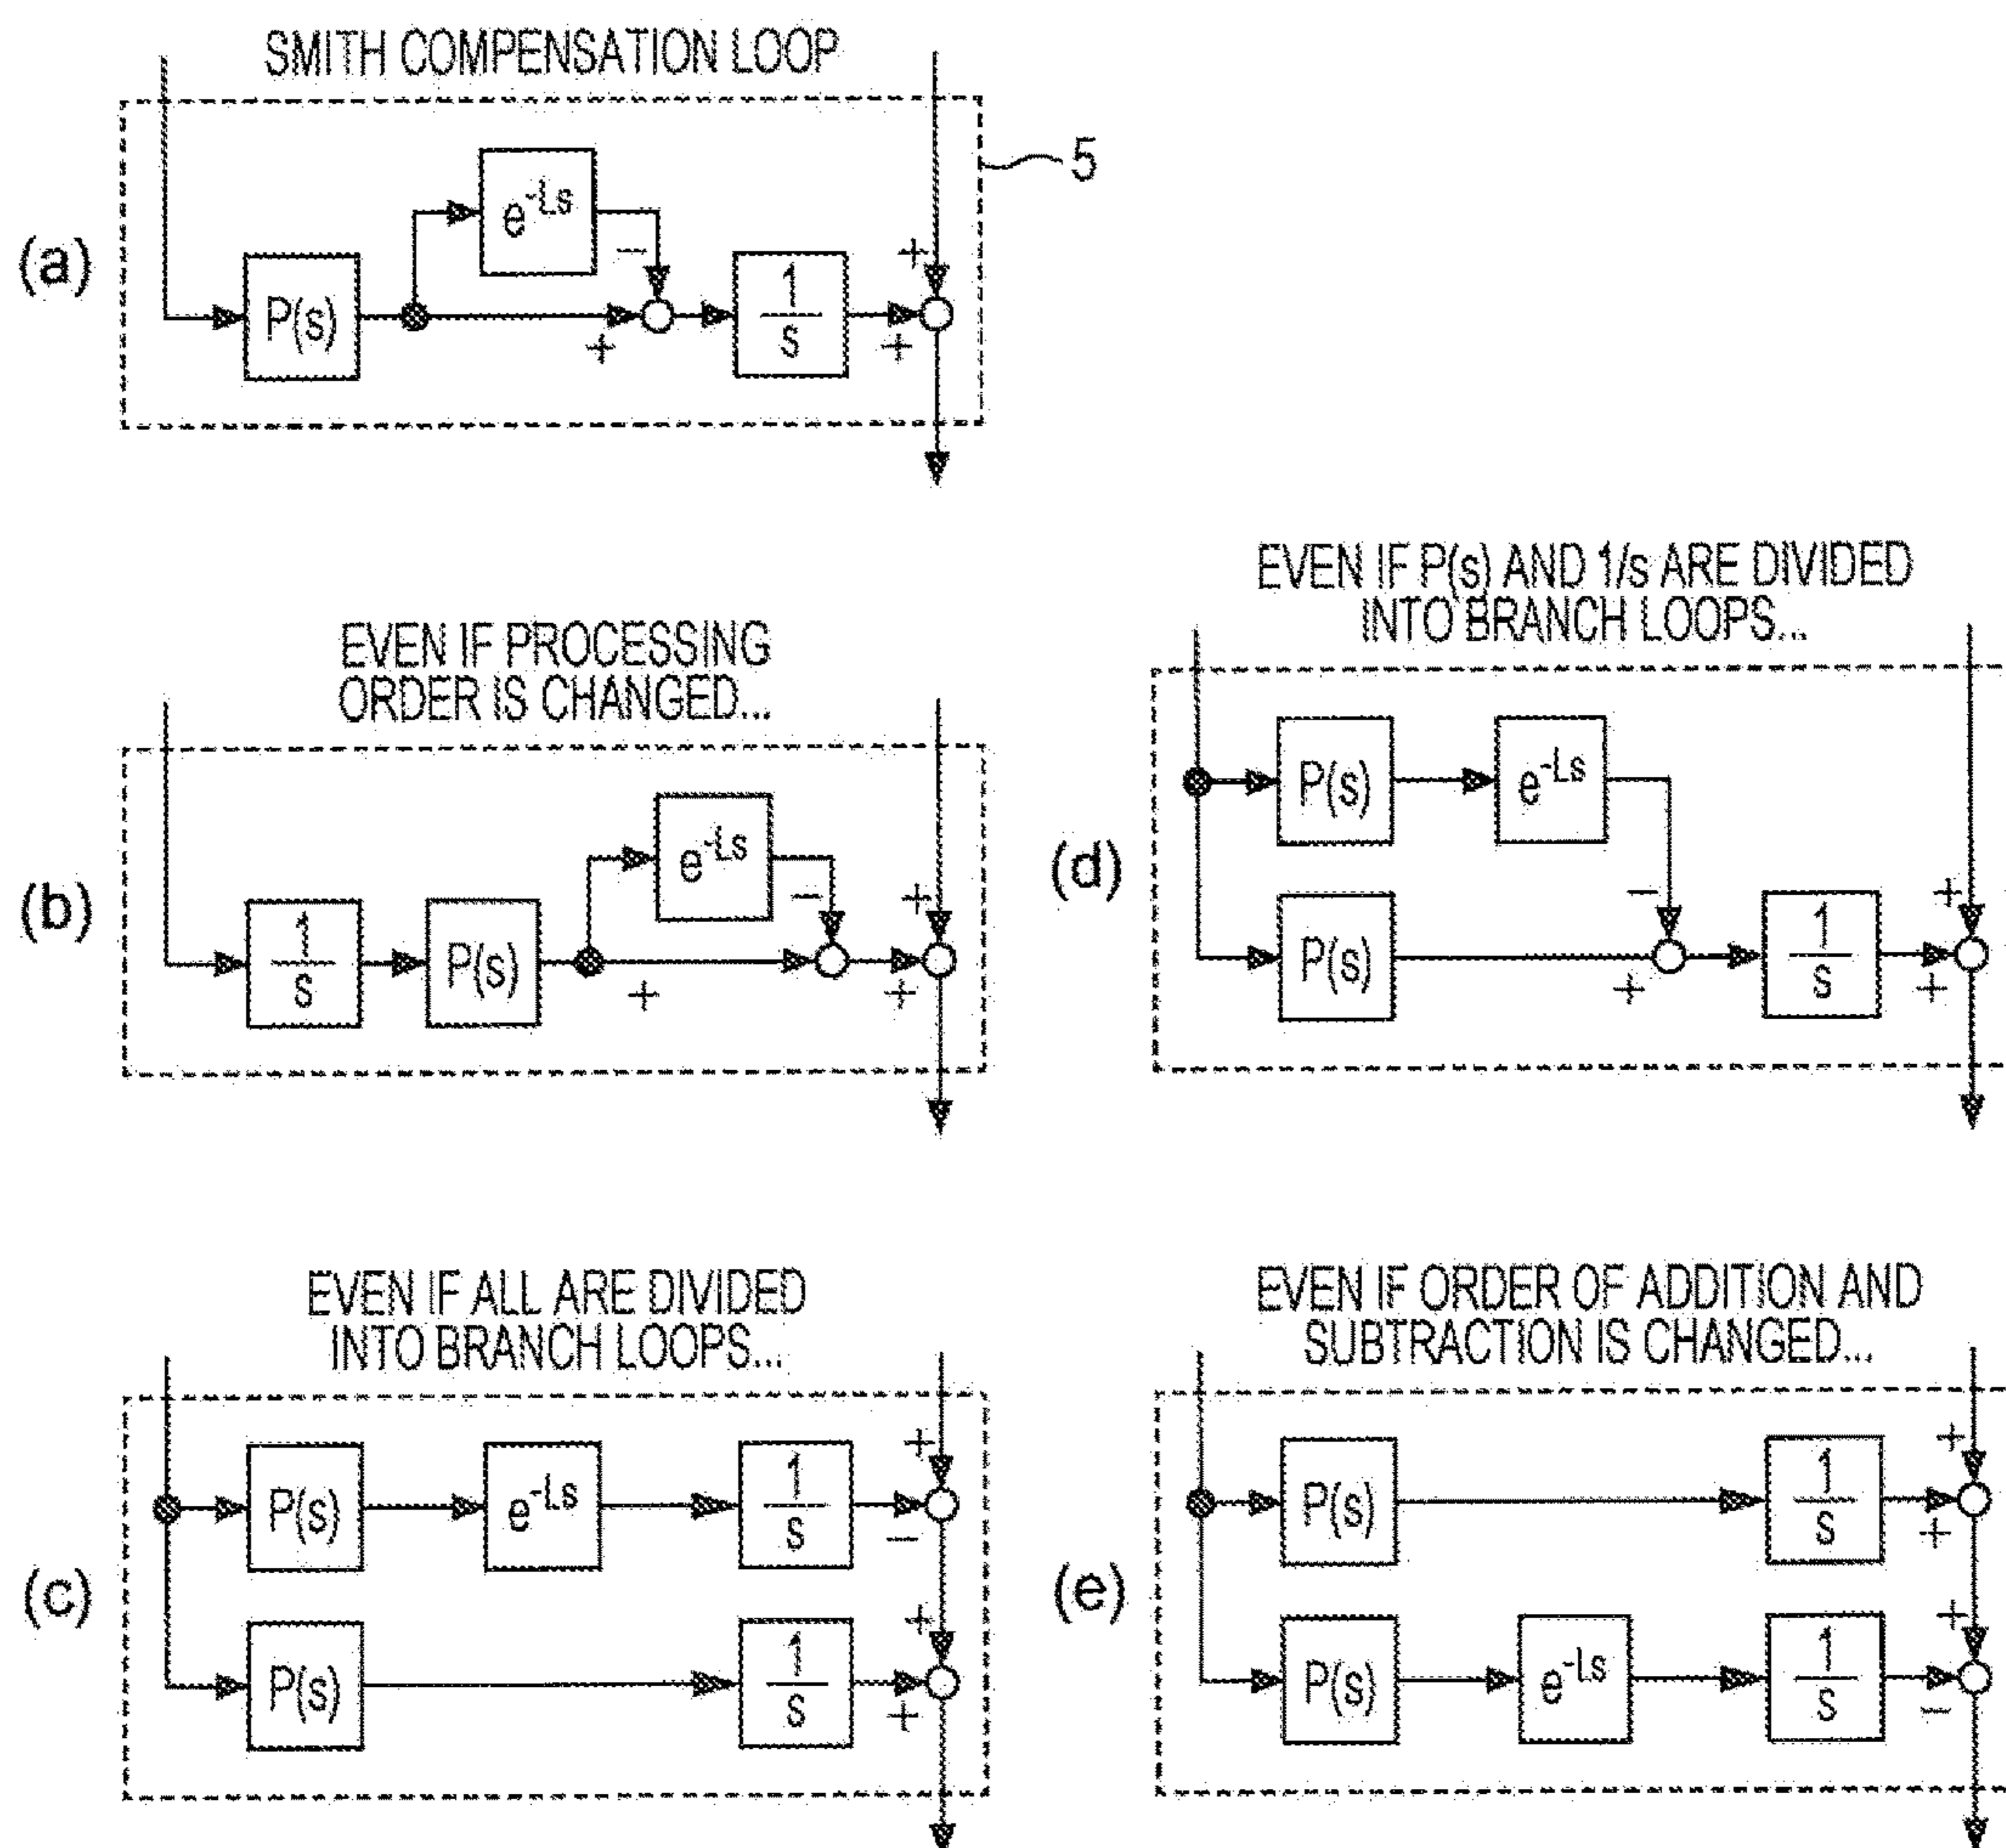 SMITH COMPENSATION LOOP
5
(a)
e-Ls
−
+
P(s)
1
s
+
+
EVEN IF PROCESSING
ORDER IS CHANGED...
(b)
e-Ls
−
+
1
s
P(s)
+
+
EVEN IF ALL ARE DIVIDED
INTO BRANCH LOOPS...
(c)
+
P(s)
e-Ls
1
s
−
+
P(s)
1
s
+
EVEN IF P(s) AND 1/s ARE DIVIDED
INTO BRANCH LOOPS...
(d)
P(s)
e-Ls
−
+
P(s)
+
1
s
+
EVEN IF ORDER OF ADDITION AND
SUBTRACTION IS CHANGED...
(e)
+
P(s)
1
s
+
+
P(s)
e-Ls
1
s
−